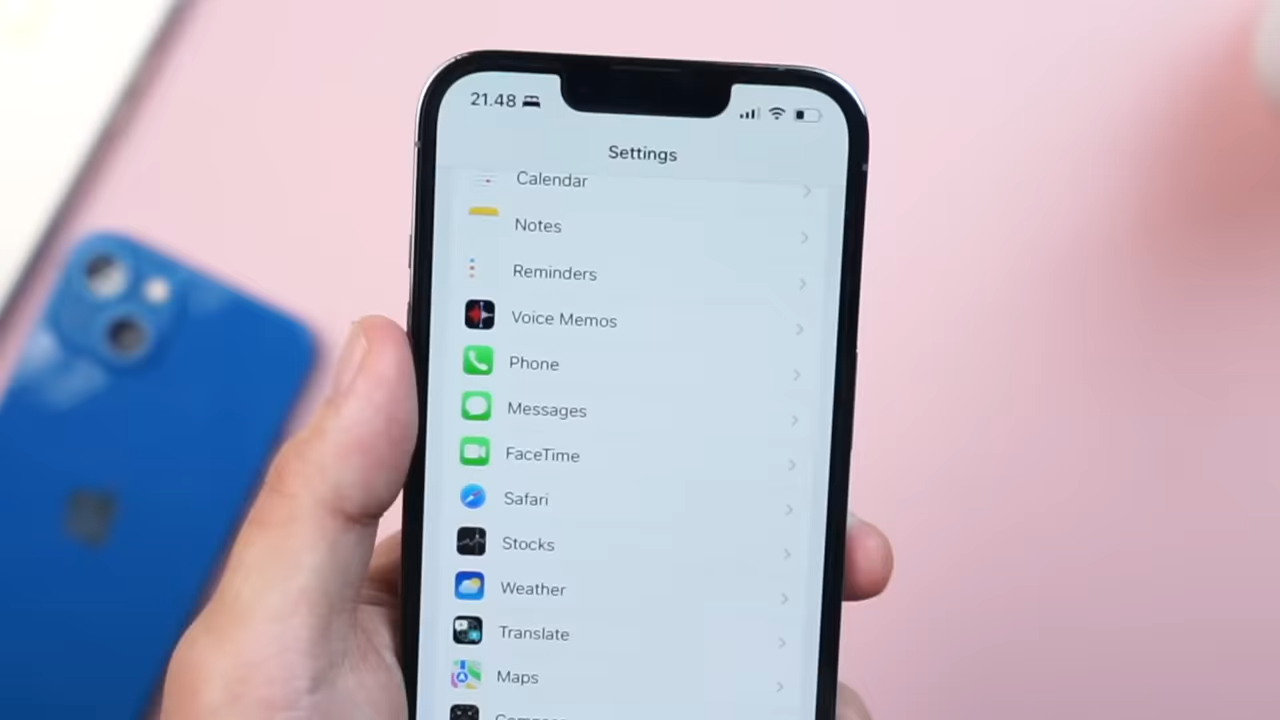 21.48
Settings
Calendar
Notes
Reminders
Voice Memos
Phone
Messages
FaceTime
Safari
Stocks
Weather
Translate
Maps